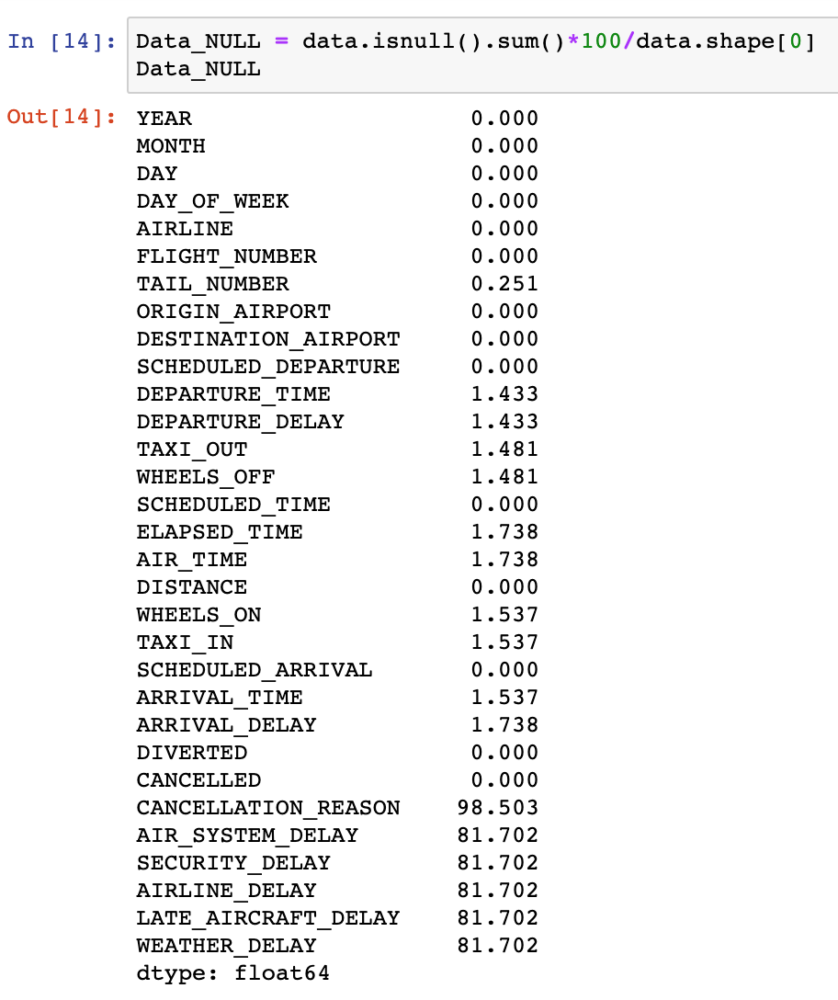 In [14]: Data_NULL = data.isnull().sum()*100/data.shape[0]
Data_NULL
Out[14]: YEAR 0.000
MONTH 0.000
DAY 0.000
DAY_OF_WEEK 0.000
AIRLINE 0.000
FLIGHT_NUMBER 0.000
TAIL_NUMBER 0.251
ORIGIN_AIRPORT 0.000
DESTINATION_AIRPORT 0.000
SCHEDULED_DEPARTURE 0.000
DEPARTURE_TIME 1.433
DEPARTURE_DELAY 1.433
TAXI_OUT 1.481
WHEELS_OFF 1.481
SCHEDULED_TIME 0.000
ELAPSED_TIME 1.738
AIR_TIME 1.738
DISTANCE 0.000
WHEELS_ON 1.537
TAXI_IN 1.537
SCHEDULED_ARRIVAL 0.000
ARRIVAL_TIME 1.537
ARRIVAL_DELAY 1.738
DIVERTED 0.000
CANCELLED 0.000
CANCELLATION_REASON 98.503
AIR_SYSTEM_DELAY 81.702
SECURITY_DELAY 81.702
AIRLINE_DELAY 81.702
LATE_AIRCRAFT_DELAY 81.702
WEATHER_DELAY 81.702
dtype: float64